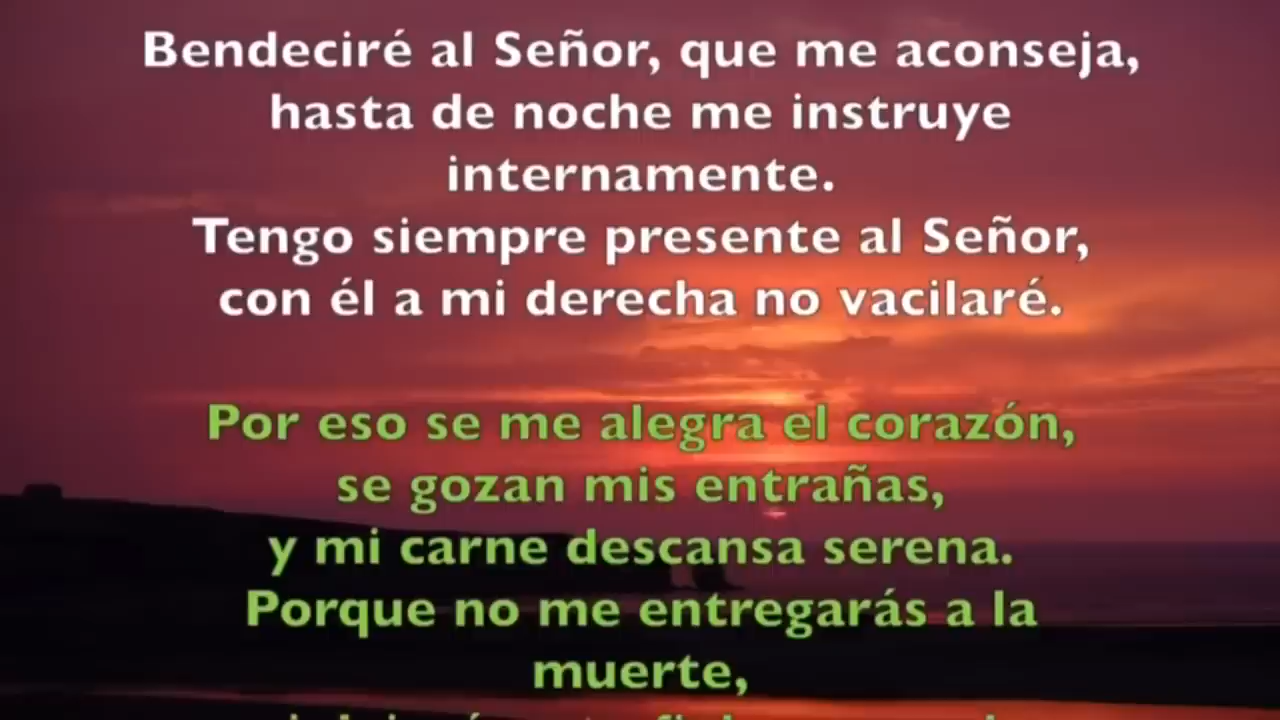 Bendeciré al Señor, que me aconseja,
hasta de noche me instruye
internamente.
Tengo siempre presente al Señor,
con él a mi derecha no vacilaré.
Por eso se me alegra el corazón,
se gozan mis entrañas,
y mi carne descansa serena.
Porque no me entregarás a la
muerte,